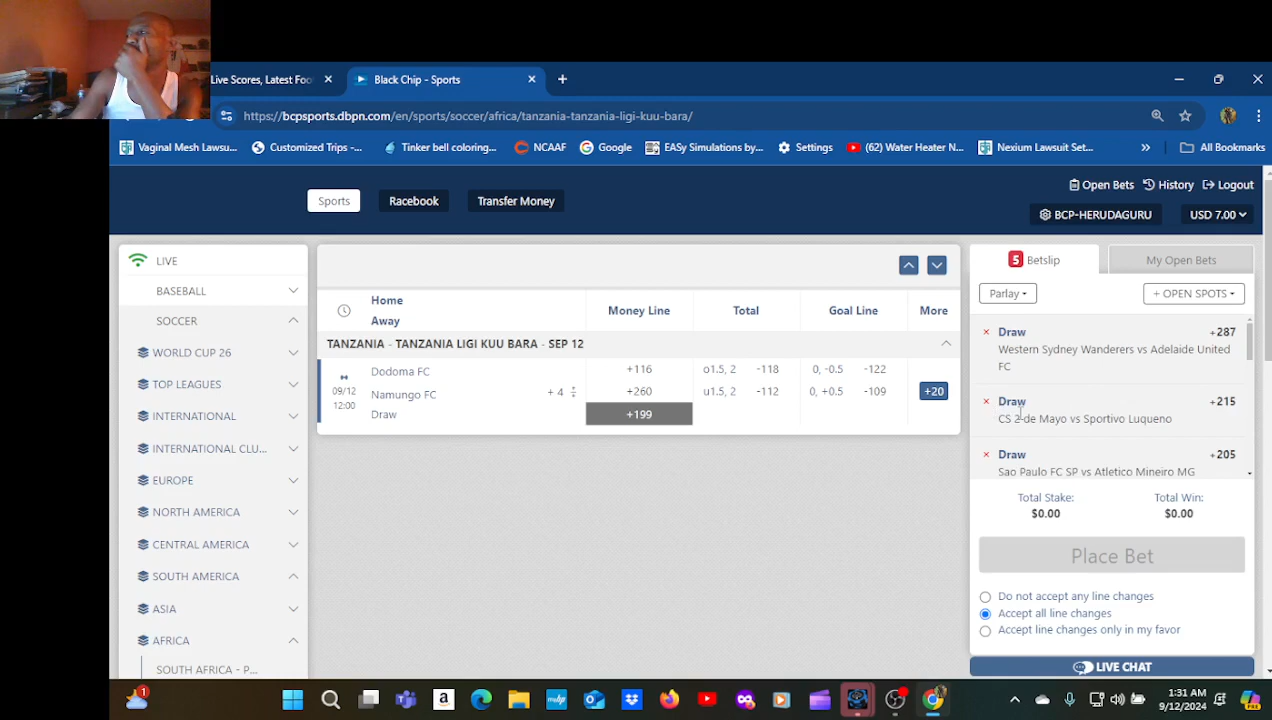 Live Scores, Latest Foo
Black Chip - Sports
https://bcpsports.dbpn.com/en/sports/soccer/africa/tanzania-tanzania-ligi-kuu-bara/
Vaginal Mesh Lawsu... Customized Trips -... Tinker bell coloring... NCAAF Google EASy Simulations by... Settings (62) Water Heater N... Nexium Lawsuit Set... » All Bookmarks
Open Bets History Logout
Sports Racebook Transfer Money
BCP-HERUDAGURU USD 7.00
LIVE
BASEBALL
SOCCER
WORLD CUP 26
TOP LEAGUES
INTERNATIONAL
INTERNATIONAL CLU...
EUROPE
NORTH AMERICA
CENTRAL AMERICA
SOUTH AMERICA
ASIA
AFRICA
SOUTH AFRICA - P...
Home
Away
Money Line Total Goal Line More
TANZANIA - TANZANIA LIGI KUU BARA - SEP 12
09/12
12:00
Dodoma FC +116 o1.5, 2 -118 0, -0.5 -122
Namungo FC + 4 +260 u1.5, 2 -112 0, +0.5 -109 +20
Draw +199
5 Betslip My Open Bets
Parlay + OPEN SPOTS
Draw +287
Western Sydney Wanderers vs Adelaide United
FC
Draw +215
CS 2 de Mayo vs Sportivo Luqueno
Draw +205
Sao Paulo FC SP vs Atletico Mineiro MG
Total Stake: Total Win:
$0.00 $0.00
Place Bet
Do not accept any line changes
Accept all line changes
Accept line changes only in my favor
LIVE CHAT
1
1:31 AM
9/12/2024